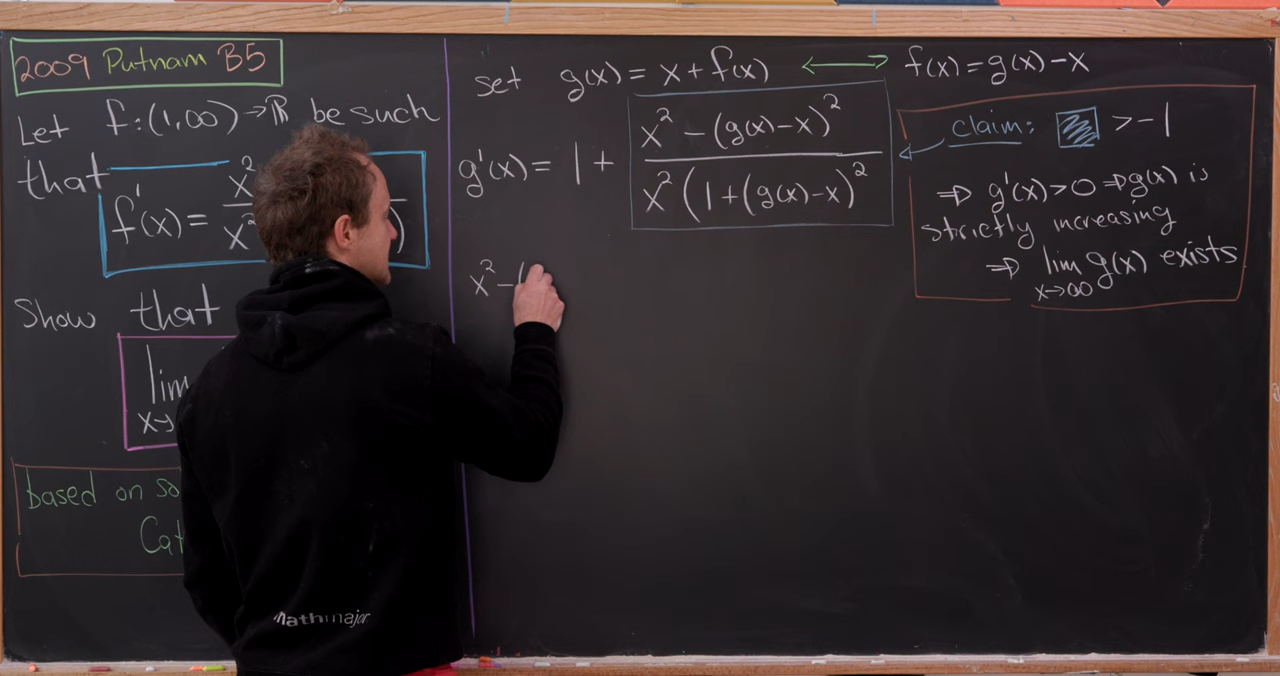 2009 Putnam B5
Let f:(1,∞)→ℝ be such
that
f'(x)= x²
x² )
Show that
lim
x→
based on so
Cat
set g(x)= x+f(x) ⟷ f(x)=g(x)-x
g'(x)= 1 + x² -(g(x)-x)²
x²(1+(g(x)-x)²
x² -(
claim: > -1
⇒ g'(x)>0 ⇒ g(x) is
strictly increasing
⇒ lim g(x) exists
x→∞
mathmajor